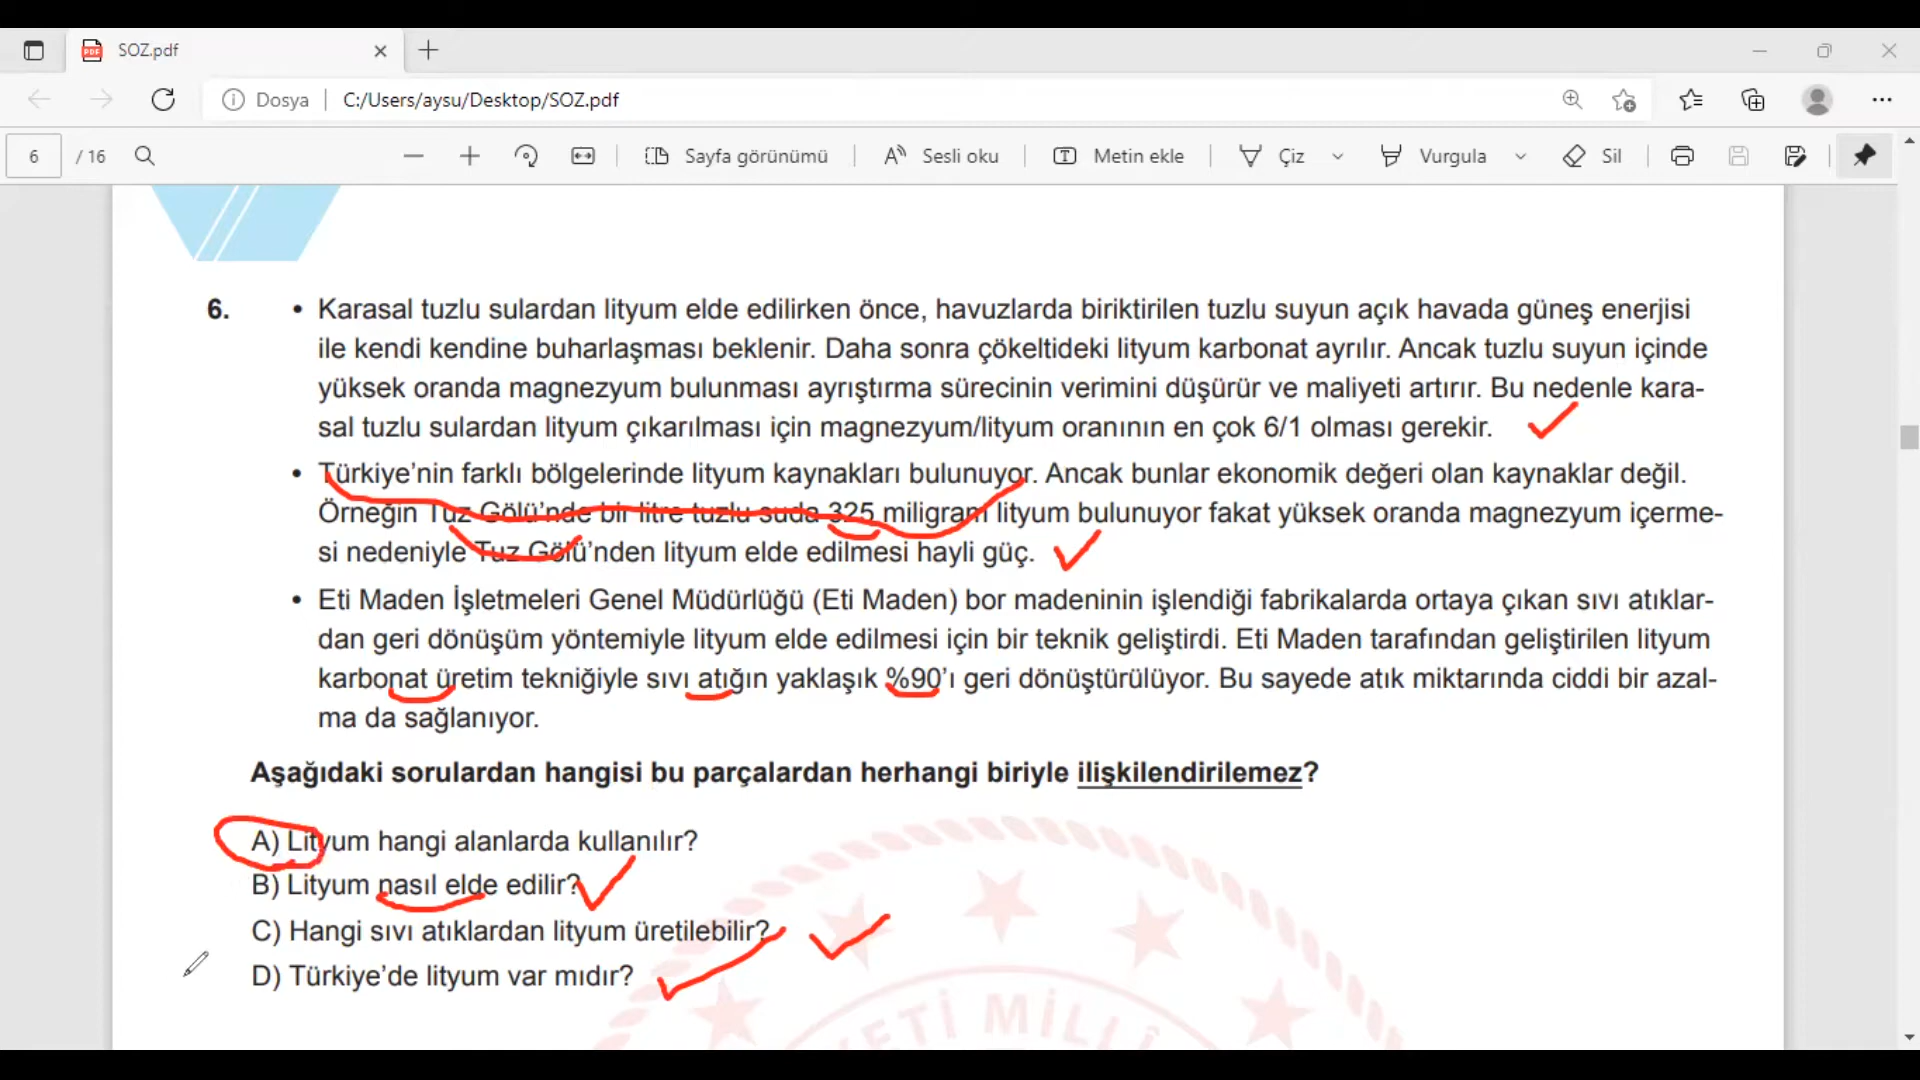 SOZ.pdf
Dosya C:/Users/aysu/Desktop/SOZ.pdf
6 / 16 Sayfa görünümü Sesli oku Metin ekle Çiz Vurgula Sil
6. • Karasal tuzlu sulardan lityum elde edilirken önce, havuzlarda biriktirilen tuzlu suyun açık havada güneş enerjisi
ile kendi kendine buharlaşması beklenir. Daha sonra çökeltideki lityum karbonat ayrılır. Ancak tuzlu suyun içinde
yüksek oranda magnezyum bulunması ayrıştırma sürecinin verimini düşürür ve maliyeti artırır. Bu nedenle kara-
sal tuzlu sulardan lityum çıkarılması için magnezyum/lityum oranının en çok 6/1 olması gerekir.
• Türkiye'nin farklı bölgelerinde lityum kaynakları bulunuyor. Ancak bunlar ekonomik değeri olan kaynaklar değil.
Örneğin Tuz Gölü'nde bir litre tuzlu suda 325 miligram lityum bulunuyor fakat yüksek oranda magnezyum içerme-
si nedeniyle Tuz Gölü'nden lityum elde edilmesi hayli güç.
• Eti Maden İşletmeleri Genel Müdürlüğü (Eti Maden) bor madeninin işlendiği fabrikalarda ortaya çıkan sıvı atıklar-
dan geri dönüşüm yöntemiyle lityum elde edilmesi için bir teknik geliştirdi. Eti Maden tarafından geliştirilen lityum
karbonat üretim tekniğiyle sıvı atığın yaklaşık %90'ı geri dönüştürülüyor. Bu sayede atık miktarında ciddi bir azal-
ma da sağlanıyor.
Aşağıdaki sorulardan hangisi bu parçalardan herhangi biriyle ilişkilendirilemez?
A) Lityum hangi alanlarda kullanılır?
B) Lityum nasıl elde edilir?
C) Hangi sıvı atıklardan lityum üretilebilir?
D) Türkiye'de lityum var mıdır?